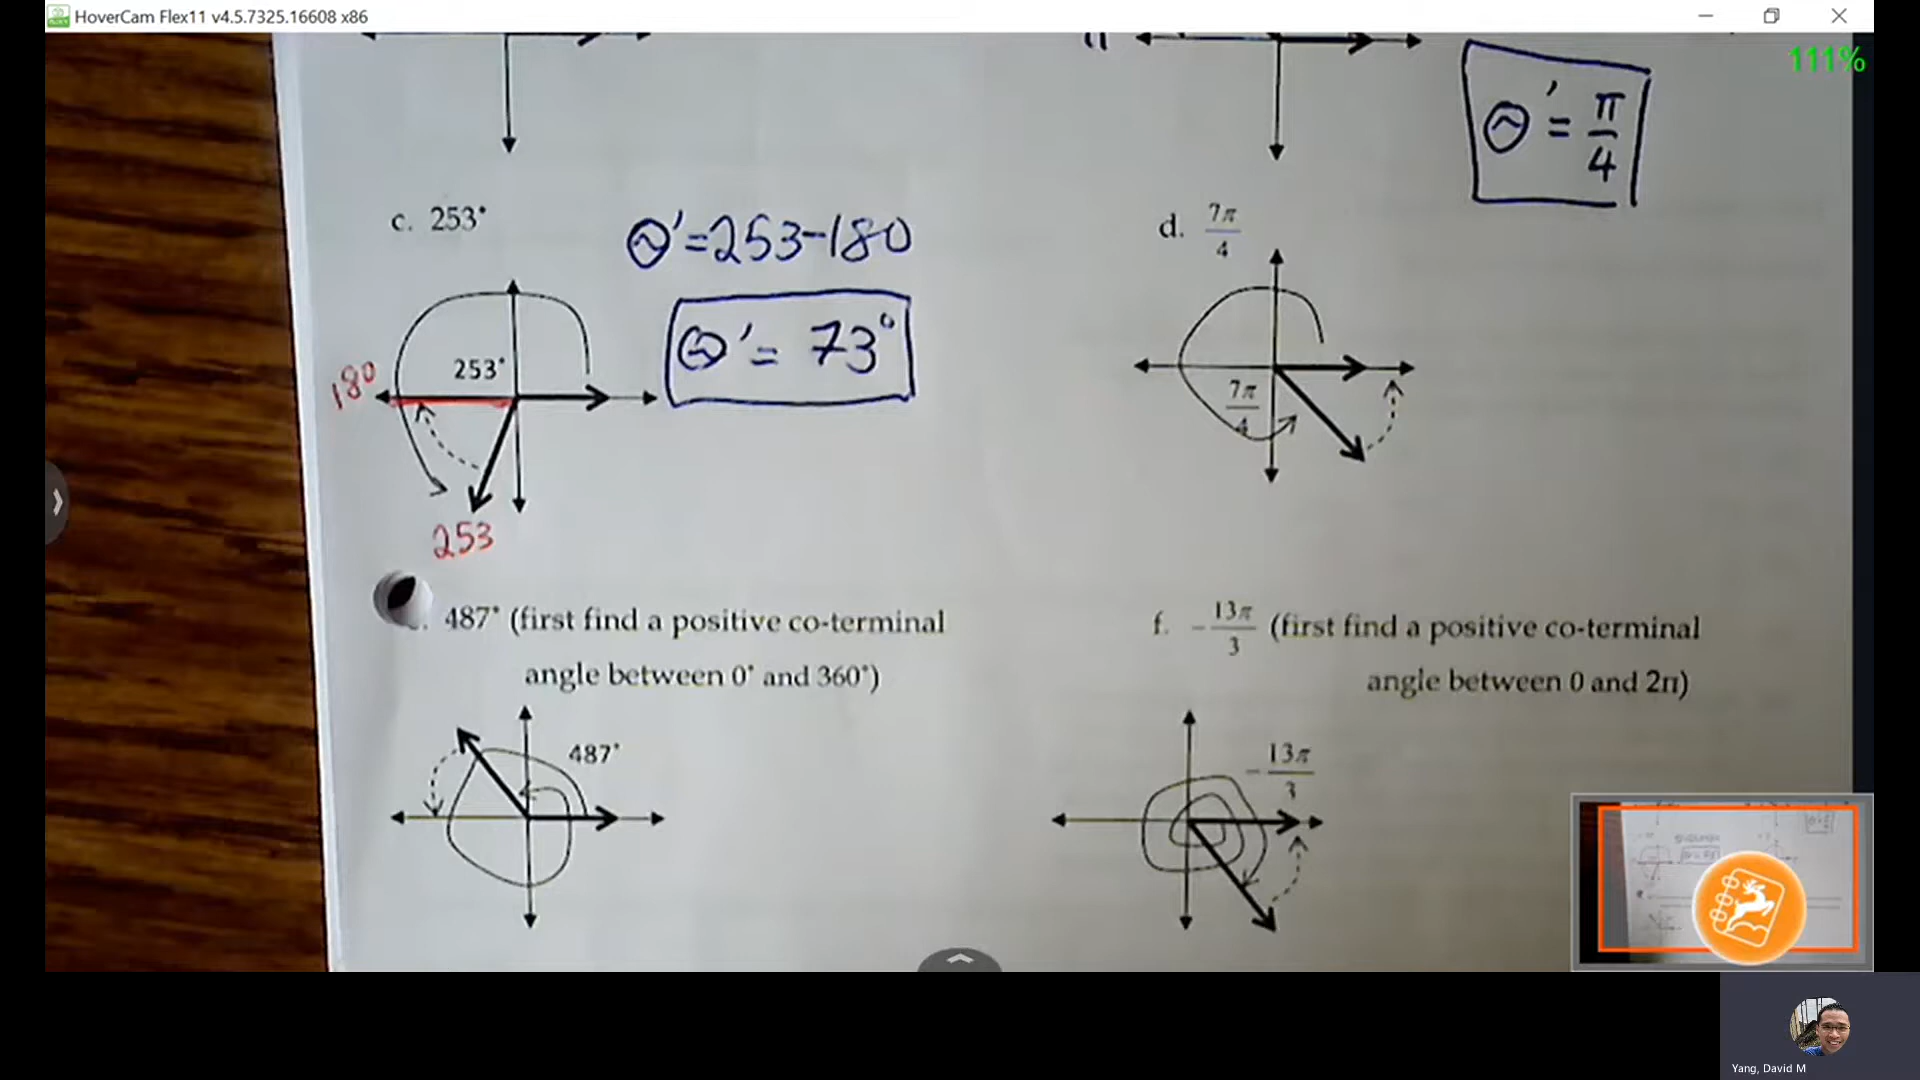 HoverCam Flex11 v4.5.7325.16608 x86
111%
θ' = π/4
c. 253°
θ'=253-180
θ' = 73°
253°
180
253
d. 7π/4
7π/4
487° (first find a positive co-terminal
angle between 0° and 360°)
487°
f. -13π/3 (first find a positive co-terminal
angle between 0 and 2π)
-13π/3
Yang, David M